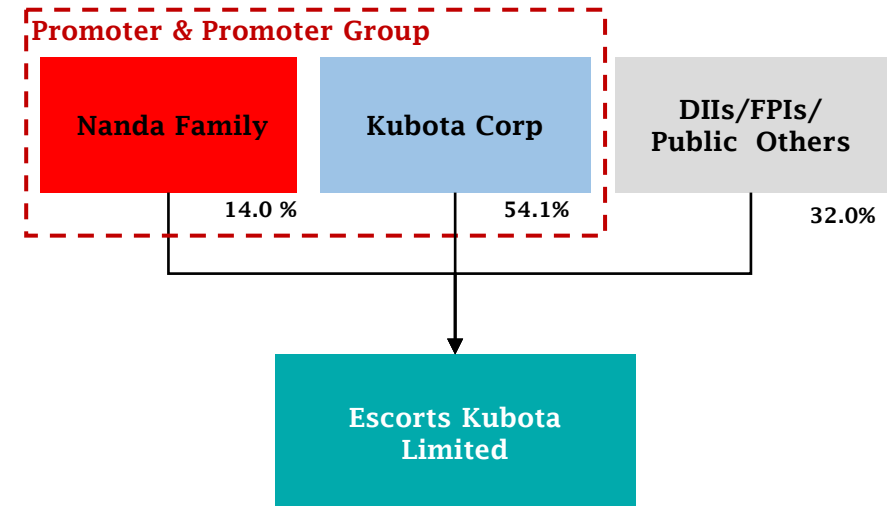 Promoter & Promoter Group
Nanda Family
Kubota Corp
DIIs/FPIs/
Public Others
14.0 %
54.1%
32.0%
Escorts Kubota
Limited